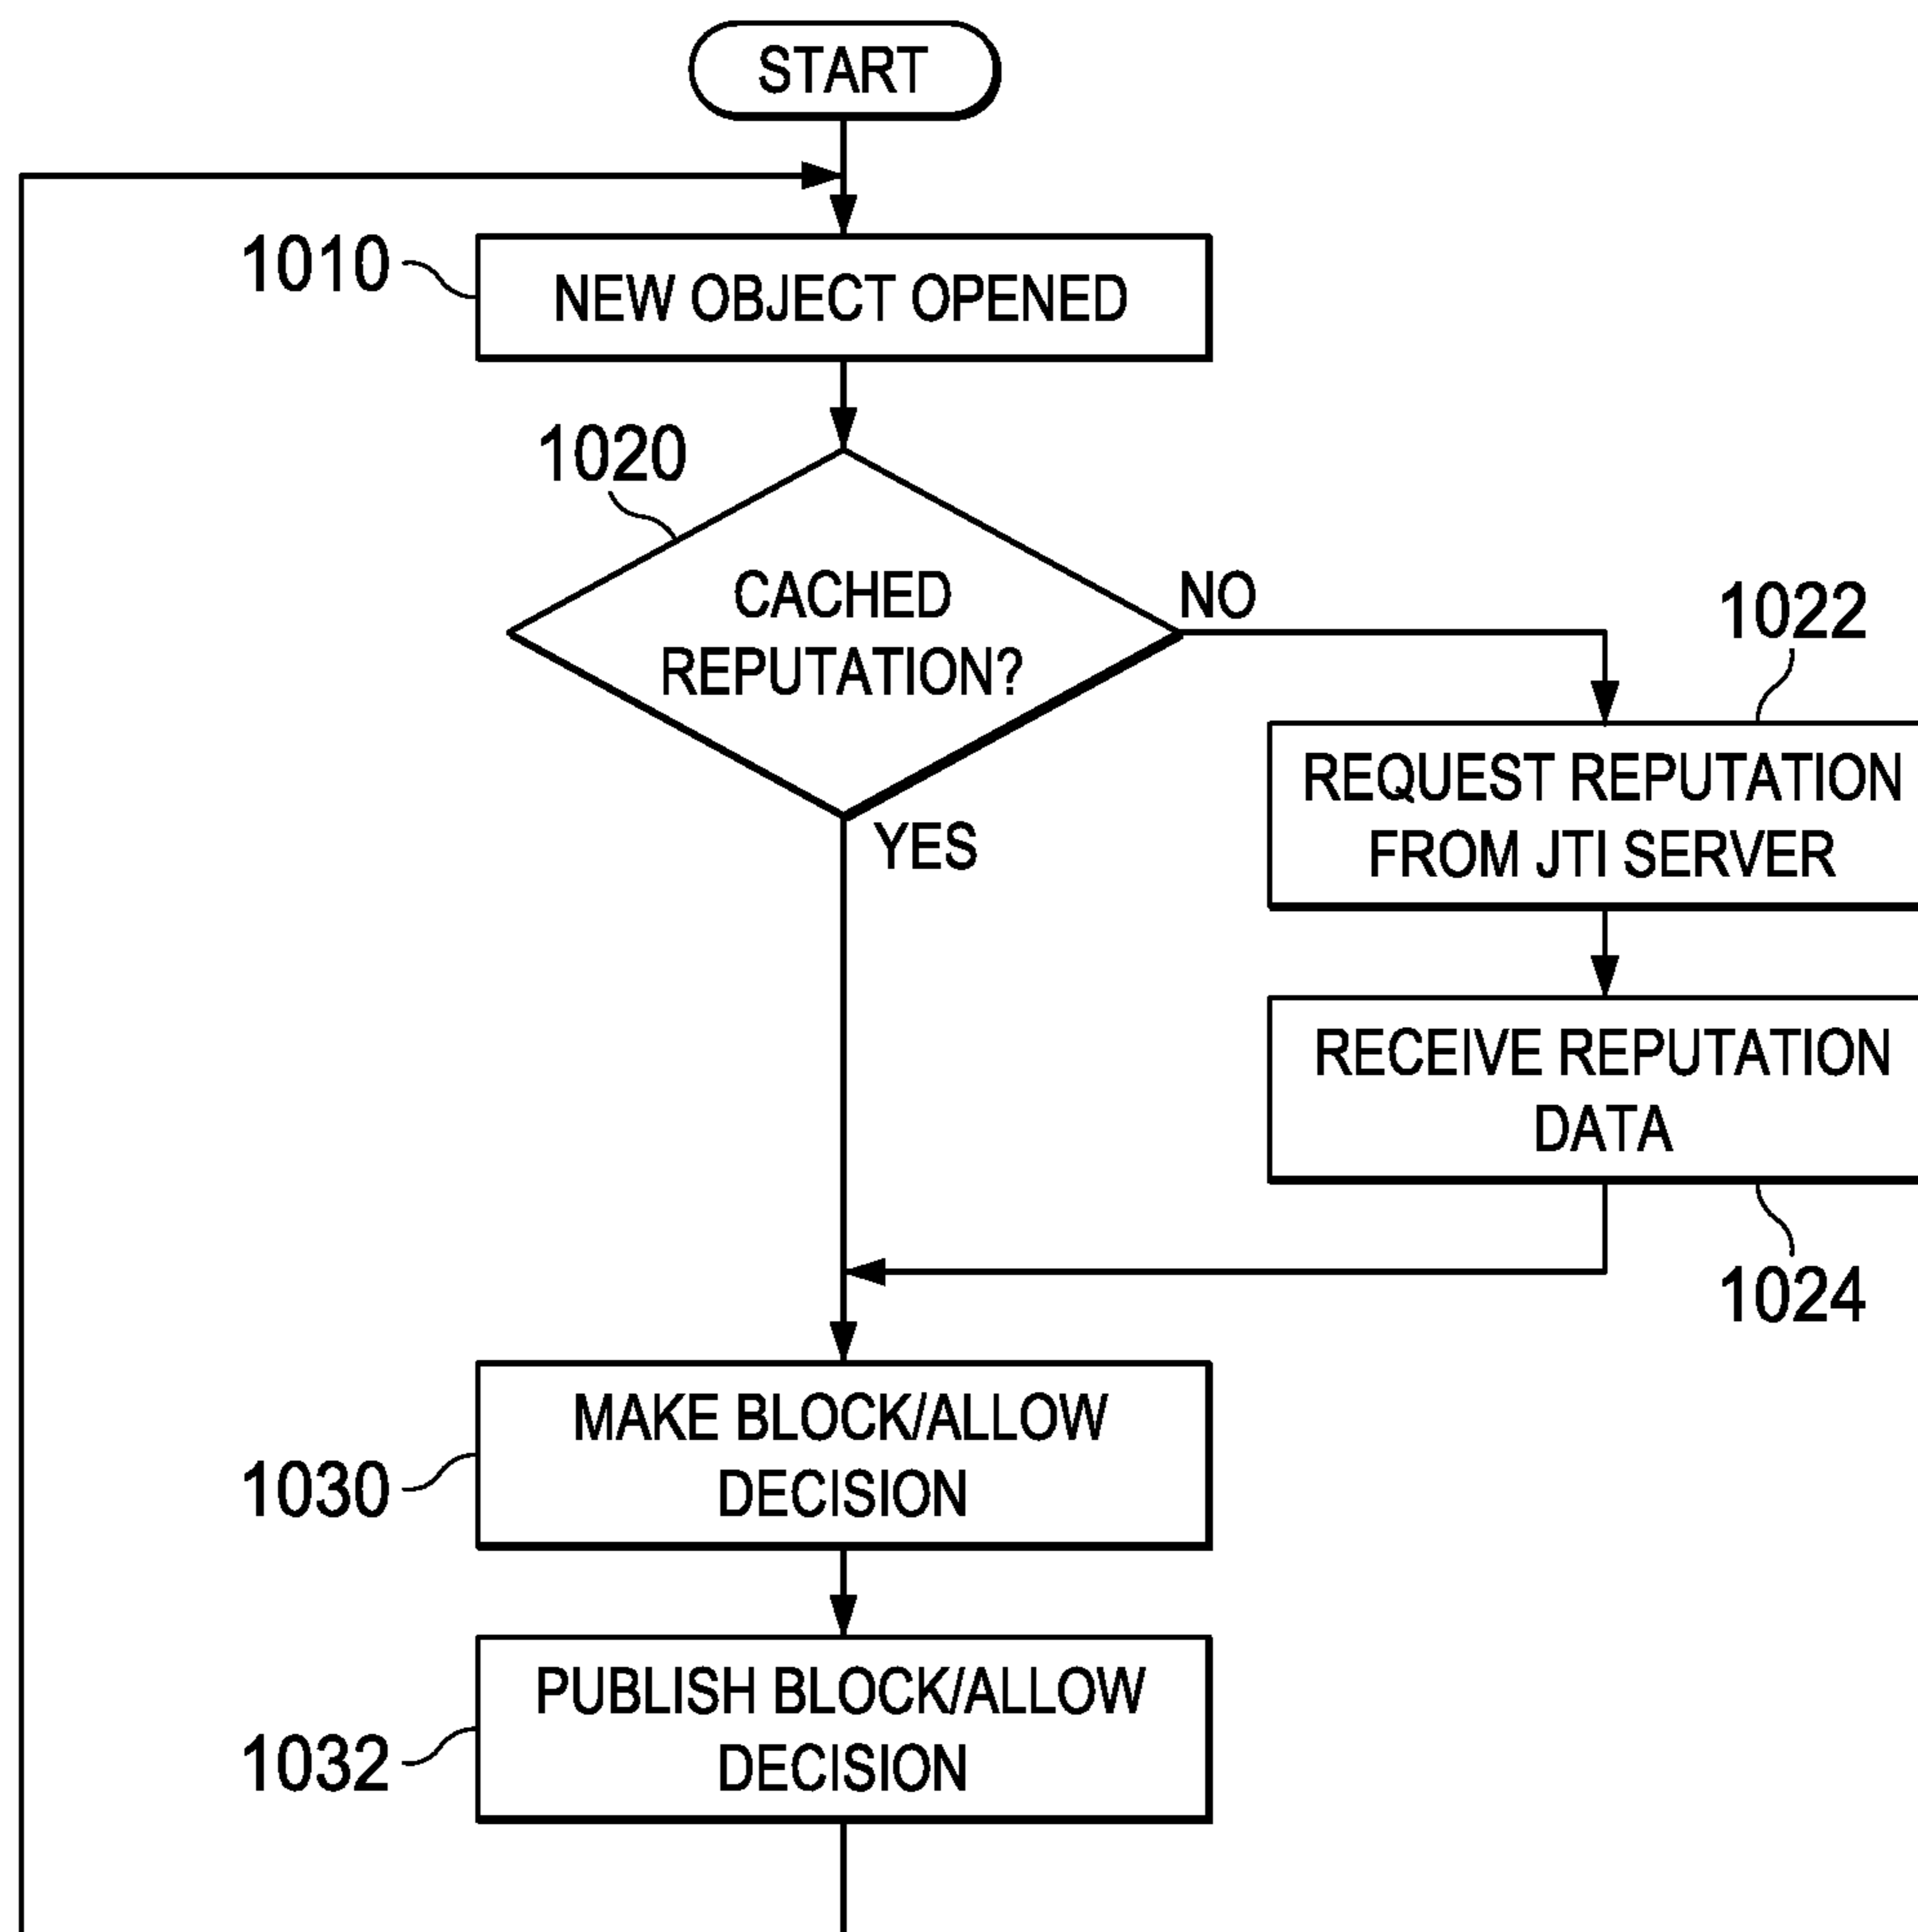 START
1010
NEW OBJECT OPENED
1020
CACHED
REPUTATION?
NO
YES
1022
REQUEST REPUTATION
FROM JTI SERVER
RECEIVE REPUTATION
DATA
1024
MAKE BLOCK/ALLOW
DECISION
1030
PUBLISH BLOCK/ALLOW
DECISION
1032